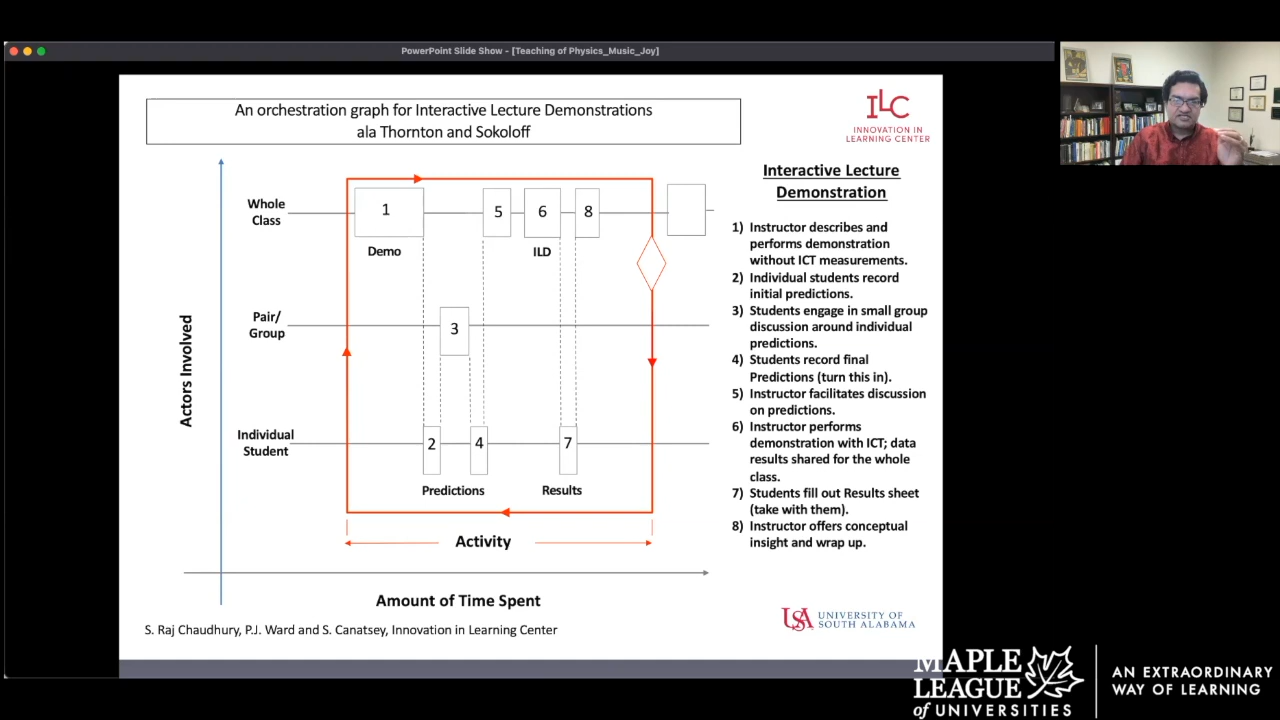 PowerPoint Slide Show - [Teaching of Physics_Music_Joy]
An orchestration graph for Interactive Lecture Demonstrations
ala Thornton and Sokoloff
ILC
INNOVATION IN
LEARNING CENTER
Actors Involved
Whole
Class
1
5
6
8
Demo
ILD
Pair/
Group
3
Individual
Student
2
4
7
Predictions
Results
Activity
Amount of Time Spent
Interactive Lecture
Demonstration
1) Instructor describes and
performs demonstration
without ICT measurements.
2) Individual students record
initial predictions.
3) Students engage in small group
discussion around individual
predictions.
4) Students record final
Predictions (turn this in).
5) Instructor facilitates discussion
on predictions.
6) Instructor performs
demonstration with ICT; data
results shared for the whole
class.
7) Students fill out Results sheet
(take with them).
8) Instructor offers conceptual
insight and wrap up.
S. Raj Chaudhury, P.J. Ward and S. Canatsey, Innovation in Learning Center
USA
UNIVERSITY OF
SOUTH ALABAMA
MAPLE
LEAGUE
of UNIVERSITIES
AN EXTRAORDINARY
WAY OF LEARNING